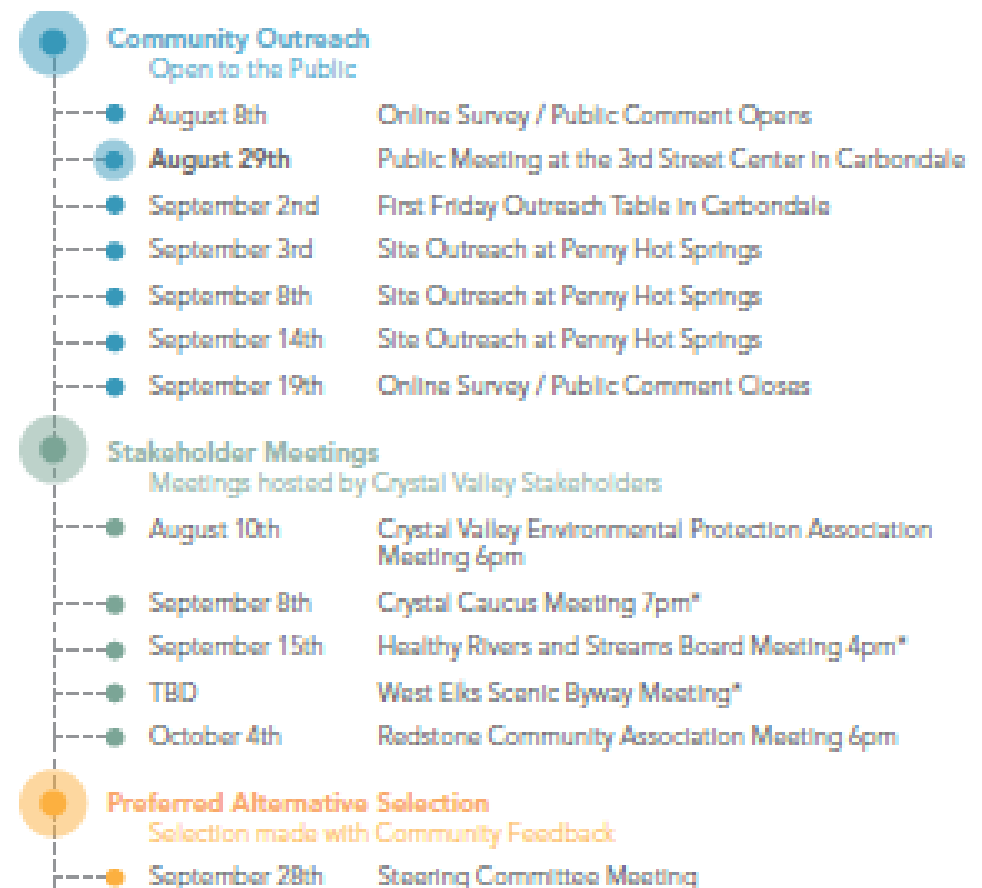 Community Outreach
Open to the Public
August 8th Online Survey / Public Comment Opens
August 29th Public Meeting at the 3rd Street Center in Carbondale
September 2nd First Friday Outreach Table in Carbondale
September 3rd Site Outreach at Penny Hot Springs
September 8th Site Outreach at Penny Hot Springs
September 14th Site Outreach at Penny Hot Springs
September 19th Online Survey / Public Comment Closes
Stakeholder Meetings
Meetings hosted by Crystal Valley Stakeholders
August 10th Crystal Valley Environmental Protection Association
Meeting 6pm
September 8th Crystal Caucus Meeting 7pm*
September 15th Healthy Rivers and Streams Board Meeting 4pm*
TBD West Elks Scenic Byway Meeting*
October 4th Redstone Community Association Meeting 6pm
Preferred Alternative Selection
Selection made with Community Feedback
September 28th Steering Committee Meeting